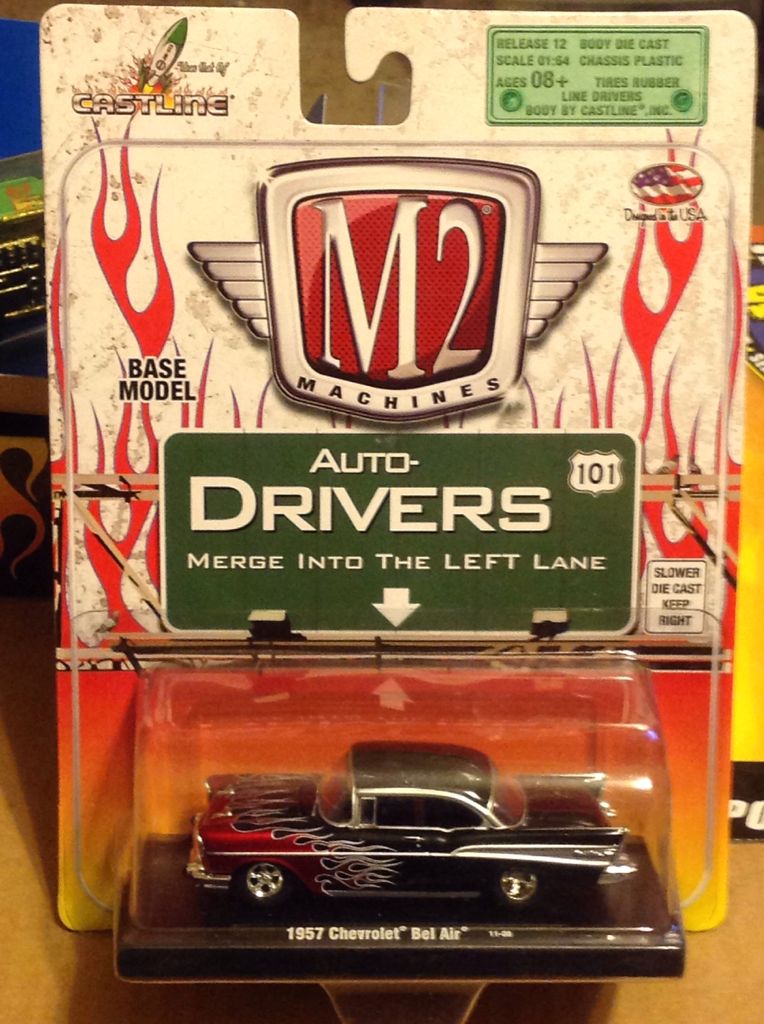 RELEASE 12 BODY DIE CAST
SCALE 01:64 CHASSIS PLASTIC
AGES 08+ TIRES RUBBER
LINE DRIVERS
BODY BY CASTLINE®, INC.
CASTLINE®
Designed in the USA
M2®
MACHINES
BASE
MODEL
AUTO-
DRIVERS
101
MERGE INTO THE LEFT LANE
SLOWER
DIE CAST
KEEP
RIGHT
1957 Chevrolet® Bel Air®
PO